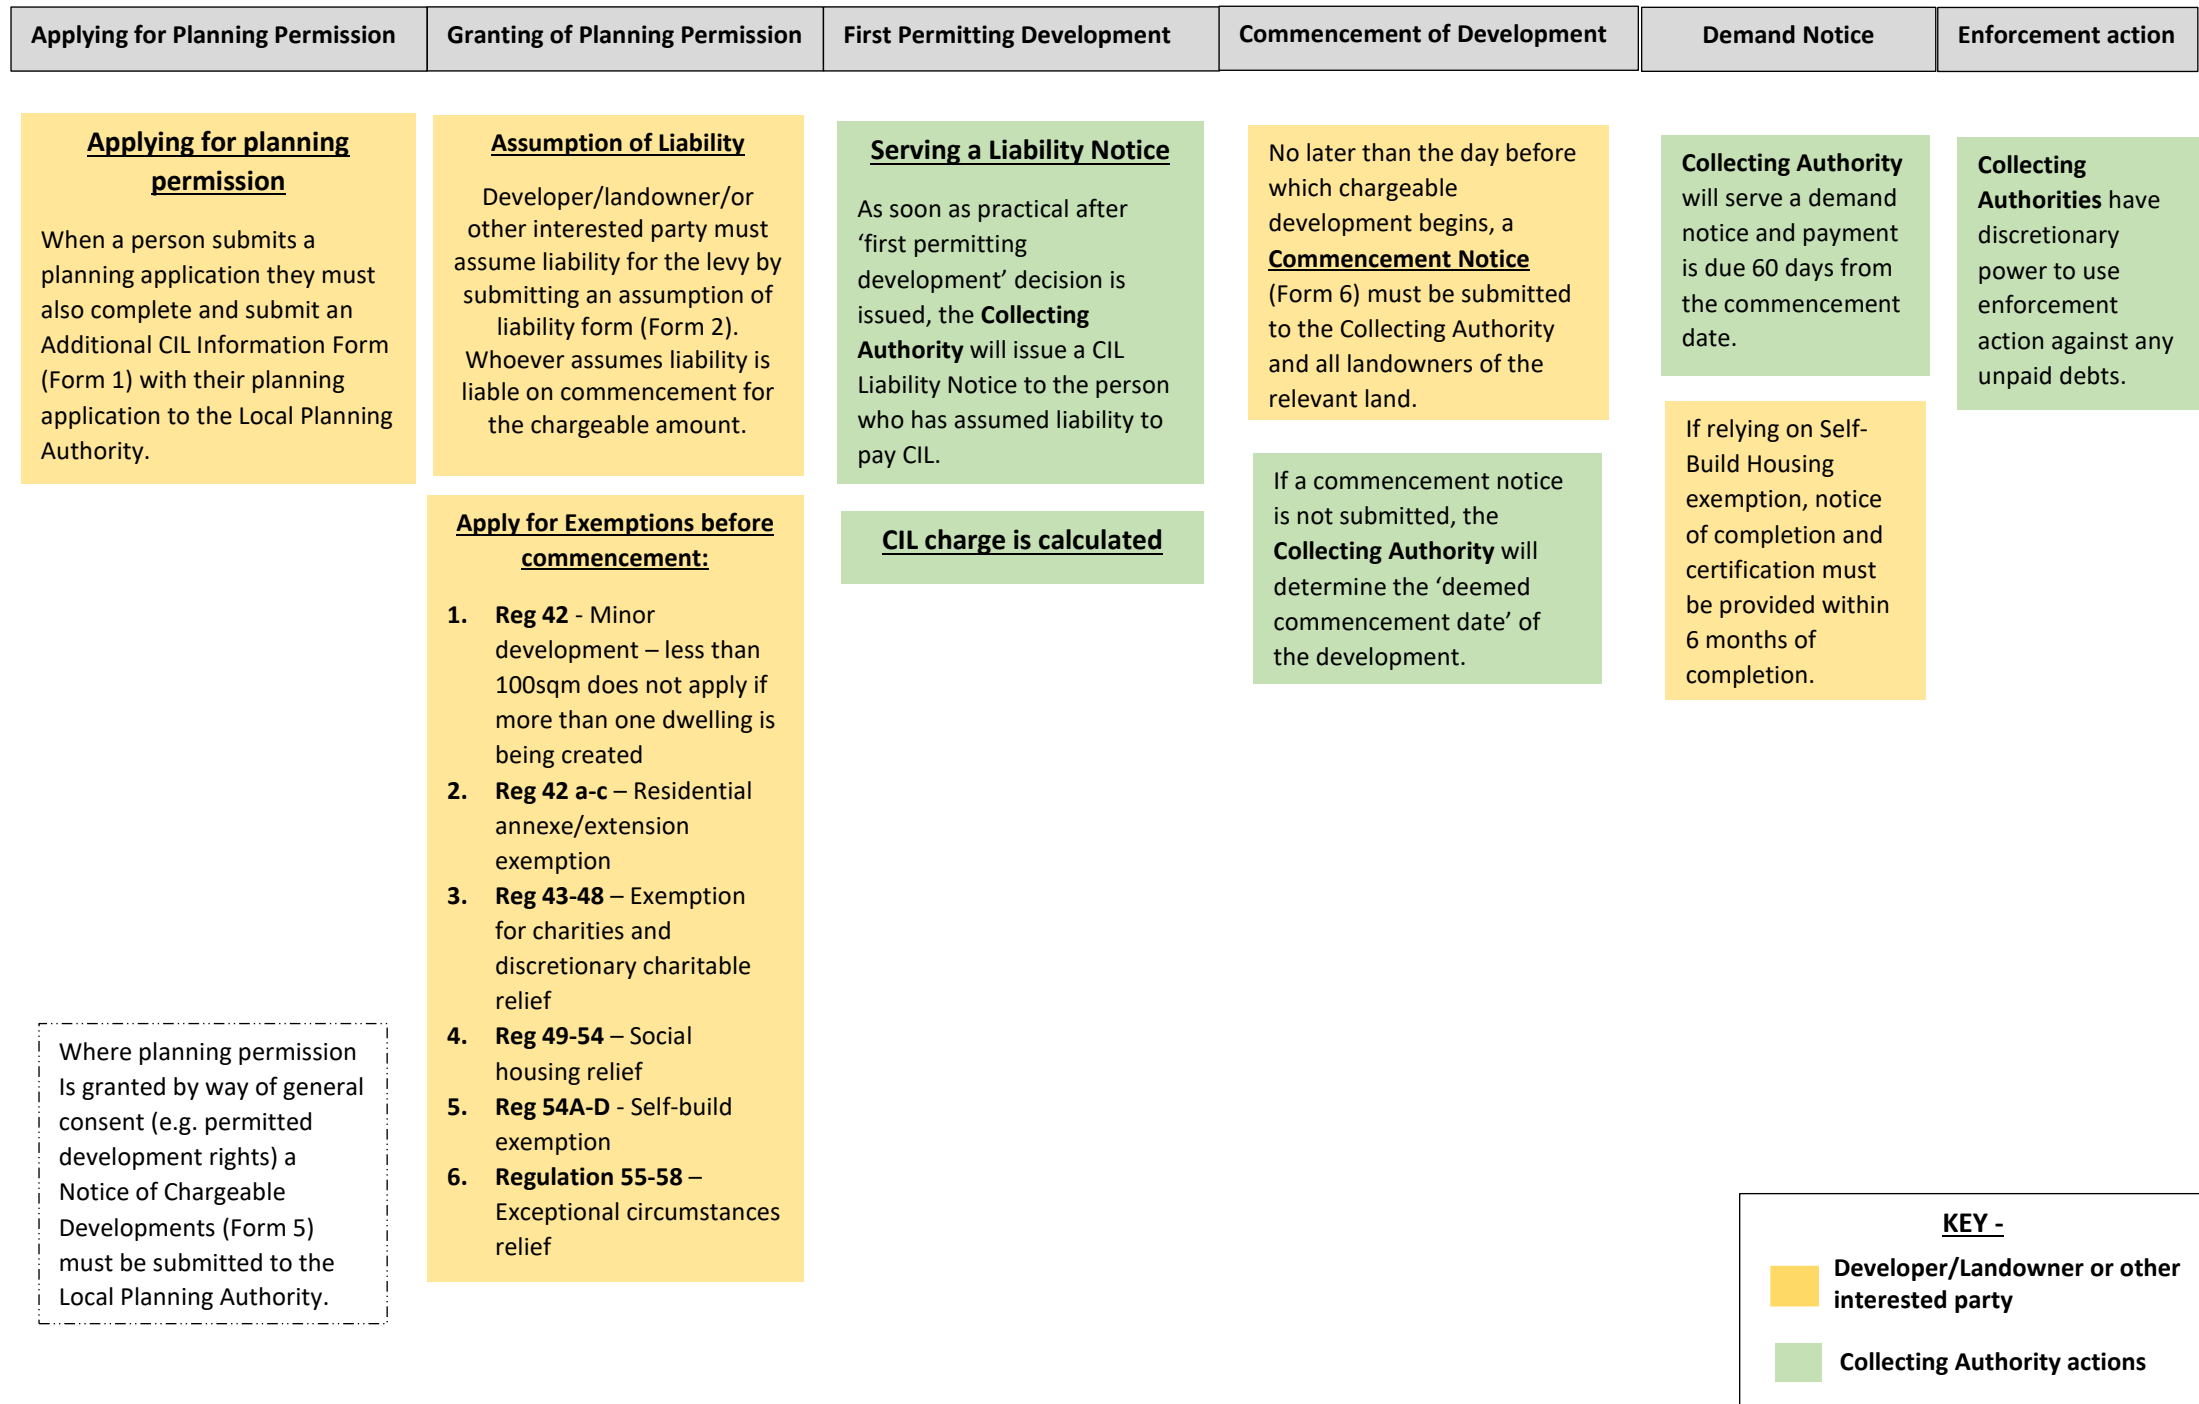 Applying for Planning Permission
Granting of Planning Permission
First Permitting Development
Commencement of Development
Demand Notice
Enforcement action
Applying for planning
permission
When a person submits a
planning application they must
also complete and submit an
Additional CIL Information Form
(Form 1) with their planning
application to the Local Planning
Authority.
Where planning permission
Is granted by way of general
consent (e.g. permitted
development rights) a
Notice of Chargeable
Developments (Form 5)
must be submitted to the
Local Planning Authority.
Assumption of Liability
Developer/landowner/or
other interested party must
assume liability for the levy by
submitting an assumption of
liability form (Form 2).
Whoever assumes liability is
liable on commencement for
the chargeable amount.
Apply for Exemptions before
commencement:
1. Reg 42 - Minor
development – less than
100sqm does not apply if
more than one dwelling is
being created
2. Reg 42 a-c – Residential
annexe/extension
exemption
3. Reg 43-48 – Exemption
for charities and
discretionary charitable
relief
4. Reg 49-54 – Social
housing relief
5. Reg 54A-D - Self-build
exemption
6. Regulation 55-58 –
Exceptional circumstances
relief
Serving a Liability Notice
As soon as practical after
‘first permitting
development’ decision is
issued, the Collecting
Authority will issue a CIL
Liability Notice to the person
who has assumed liability to
pay CIL.
CIL charge is calculated
No later than the day before
which chargeable
development begins, a
Commencement Notice
(Form 6) must be submitted
to the Collecting Authority
and all landowners of the
relevant land.
If a commencement notice
is not submitted, the
Collecting Authority will
determine the ‘deemed
commencement date’ of
the development.
Collecting Authority
will serve a demand
notice and payment
is due 60 days from
the commencement
date.
If relying on Self-
Build Housing
exemption, notice
of completion and
certification must
be provided within
6 months of
completion.
Collecting
Authorities have
discretionary
power to use
enforcement
action against any
unpaid debts.
KEY -
Developer/Landowner or other
interested party
Collecting Authority actions